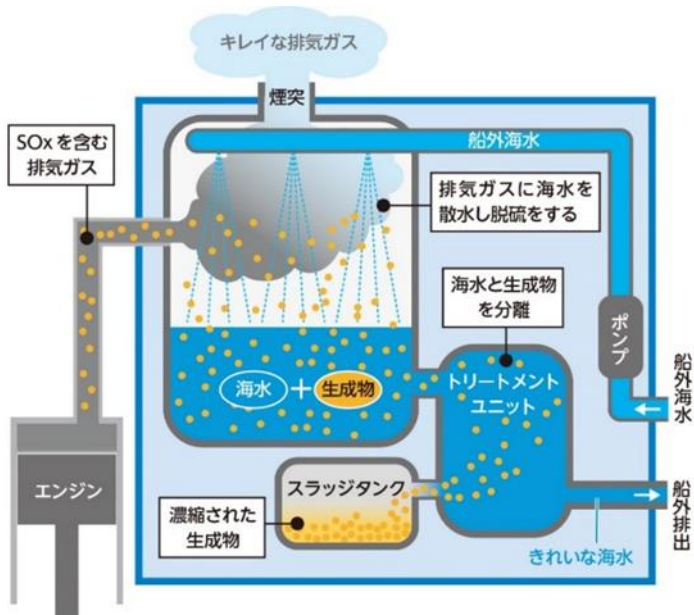 キレイな排気ガス
煙突
SOxを含む
排気ガス
船外海水
排気ガスに海水を
散水し脱硫をする
海水と生成物
を分離
ポンプ
船外海水
海水
+
生成物
トリートメント
ユニット
エンジン
スラッジタンク
濃縮された
生成物
船外排出
きれいな海水